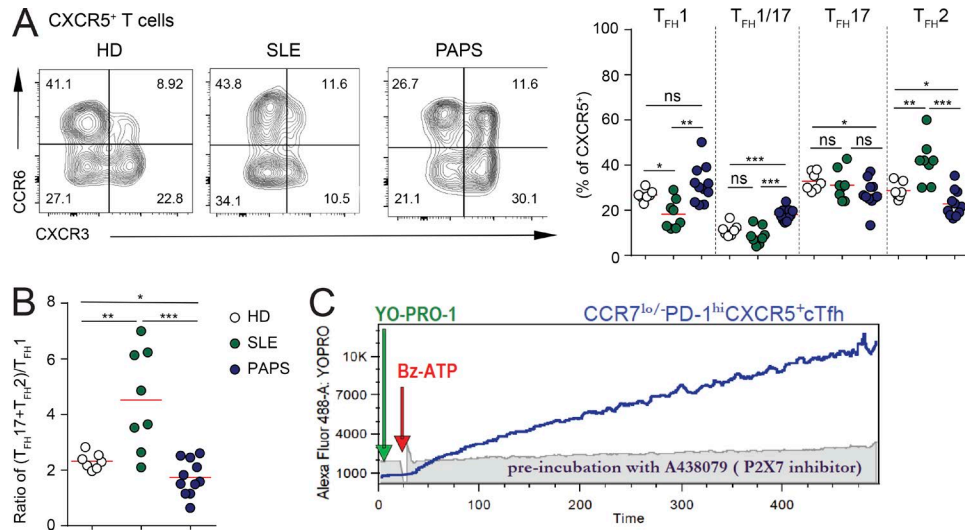 A
CXCR5⁺ T cells
HD
SLE
PAPS
41.1
8.92
27.1
22.8
43.8
11.6
34.1
10.5
26.7
11.6
21.1
30.1
CCR6
CXCR3
T_FH1
T_FH1/17
T_FH17
T_FH2
(% of CXCR5⁺)
100
80
60
40
20
0
ns
**
*
***
ns
***
*
ns
ns
*
**
***
B
Ratio of (T_FH17+T_FH2)/T_FH1
8
6
4
2
0
*
**
***
HD
SLE
PAPS
C
YO-PRO-1
Bz-ATP
CCR7^lo/-PD-1^hiCXCR5⁺cTfh
Alexa Fluor 488-A: YOPRO
10K
7000
4000
1000
pre-incubation with A438079 ( P2X7 inhibitor)
0
100
200
300
400
Time